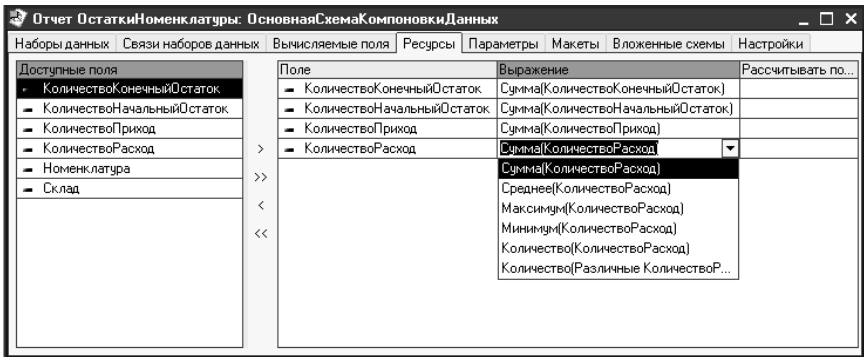 Отчет ОстаткиНоменклатуры: ОсновнаяСхемаКомпоновкиДанных
Наборы данных Связи наборов данных Вычисляемые поля Ресурсы Параметры Макеты Вложенные схемы Настройки
Доступные поля
КоличествоКонечныйОстаток
КоличествоНачальныйОстаток
КоличествоПриход
КоличествоРасход
Номенклатура
Склад
>
>>
<
<<
Поле Выражение Рассчитывать по...
КоличествоКонечныйОстаток Сумма(КоличествоКонечныйОстаток)
КоличествоНачальныйОстаток Сумма(КоличествоНачальныйОстаток)
КоличествоПриход Сумма(КоличествоПриход)
КоличествоРасход Сумма(КоличествоРасход)
Сумма(КоличествоРасход)
Среднее(КоличествоРасход)
Максимум(КоличествоРасход)
Минимум(КоличествоРасход)
Количество(КоличествоРасход)
Количество(Различные КоличествоР...